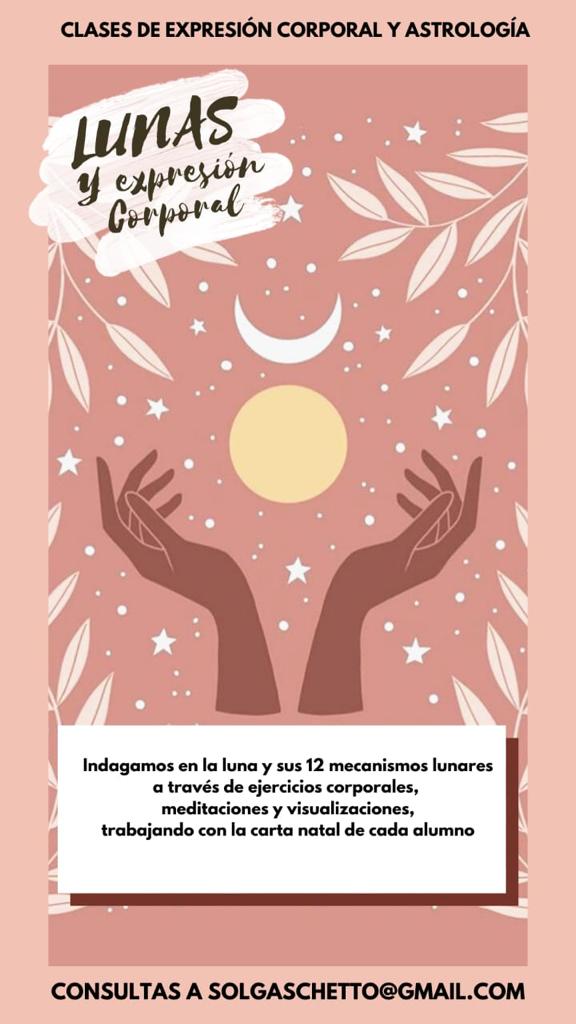 CLASES DE EXPRESIÓN CORPORAL Y ASTROLOGÍA
LUNAS
y expresión
Corporal
Indagamos en la luna y sus 12 mecanismos lunares
a través de ejercicios corporales,
meditaciones y visualizaciones,
trabajando con la carta natal de cada alumno
CONSULTAS A SOLGASCHETTO@GMAIL.COM